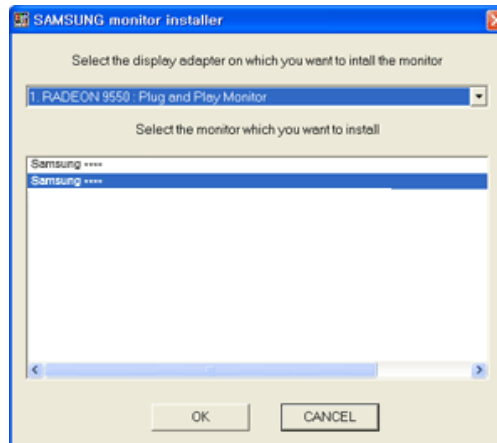 SAMSUNG monitor installer
Select the display adapter on which you want to intall the monitor
1. RADEON 9550 : Plug and Play Monitor
Select the monitor which you want to install
Samsung ----
Samsung ----
OK
CANCEL